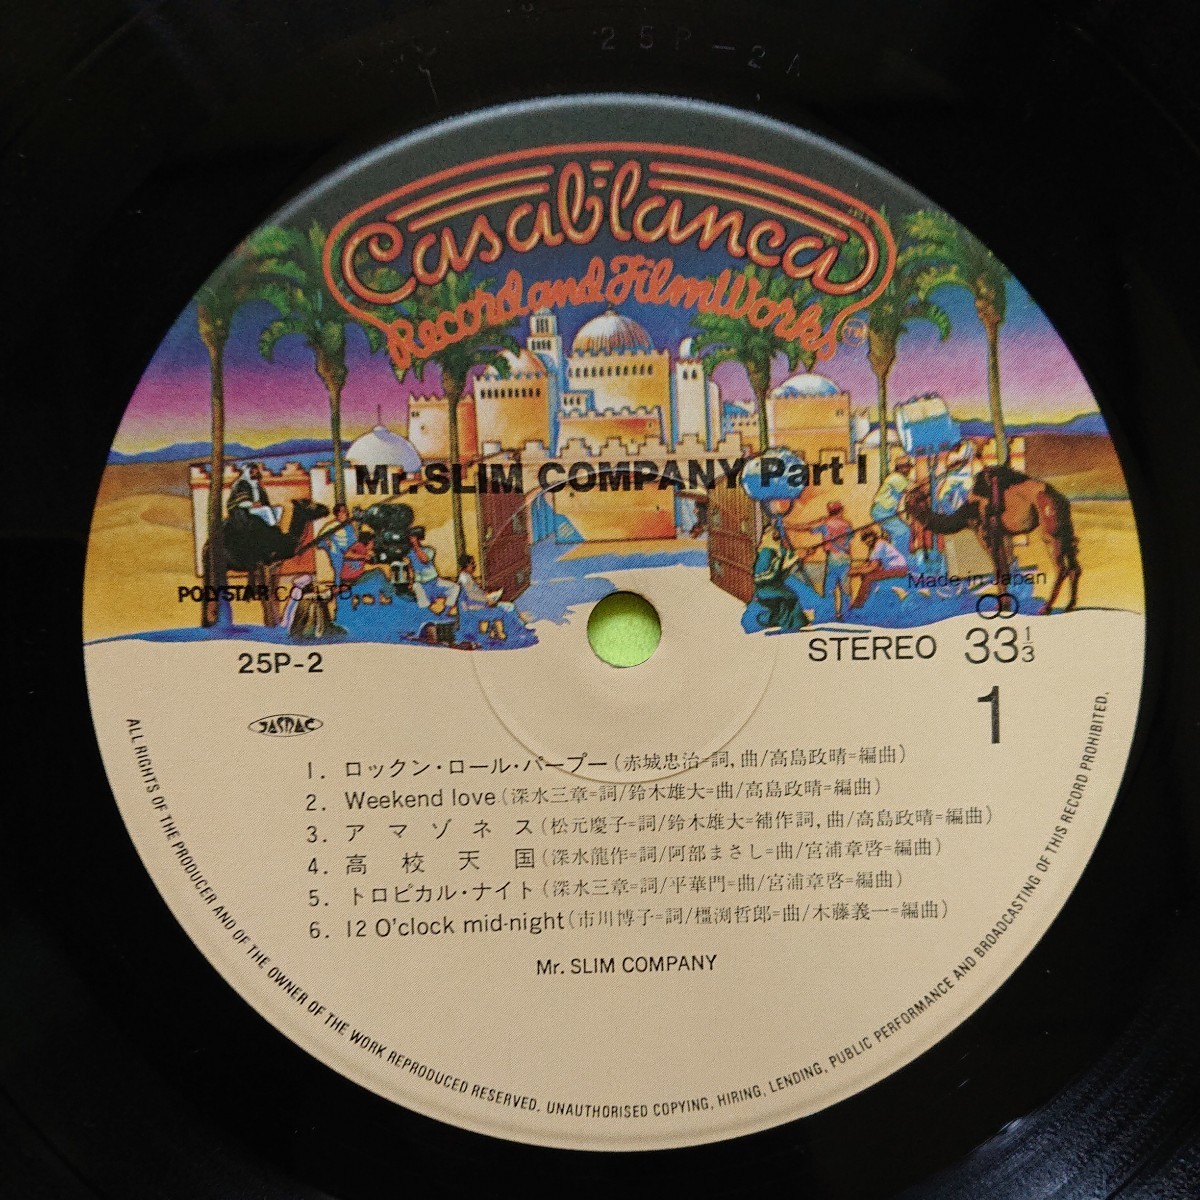 25P-2
Casablanca
Record and FilmWorks
TM
Mr. SLIM COMPANY Part I
POLYSTAR CO., LTD.
Made in Japan
25P-2
STEREO 33 1/3
1
JASRAC
1. ロックン・ロール・パープー(赤城忠治=詞, 曲/高島政晴=編曲)
2. Weekend love(深水三章=詞/鈴木雄大=曲/高島政晴=編曲)
3. アマゾネス(松元慶子=詞/鈴木雄大=補作詞, 曲/高島政晴=編曲)
4. 高校天国(深水龍作=詞/阿部まさし=曲/宮浦章啓=編曲)
5. トロピカル・ナイト(深水三章=詞/平華門=曲/宮浦章啓=編曲)
6. 12 O'clock mid-night(市川博子=詞/橿渕哲郎=曲/木藤義一=編曲)
Mr. SLIM COMPANY
ALL RIGHTS OF THE PRODUCER AND OF THE OWNER OF THE WORK REPRODUCED RESERVED. UNAUTHORISED COPYING, HIRING, LENDING, PUBLIC PERFORMANCE AND BROADCASTING OF THIS RECORD PROHIBITED.